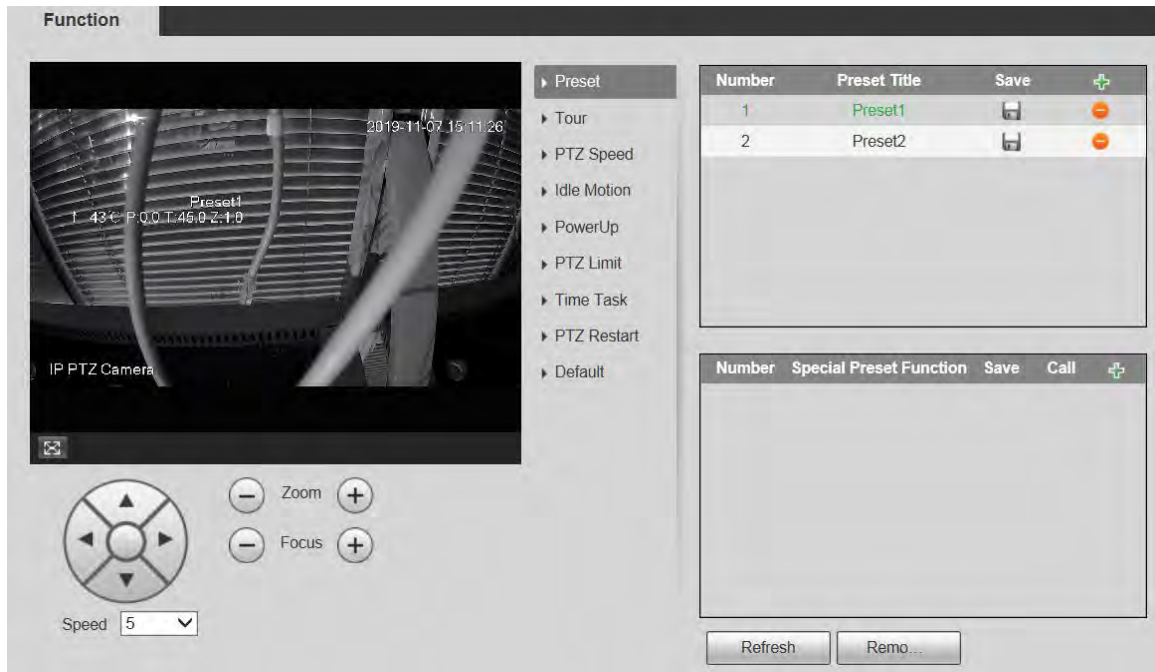 Function
2019-11-07 15:11:26
Preset1
43℃ P:0.0 T:45.0 Z:1.0
IP PTZ Camera
Zoom
Focus
Speed 5
Preset
Tour
PTZ Speed
Idle Motion
PowerUp
PTZ Limit
Time Task
PTZ Restart
Default
Number Preset Title Save
1 Preset1
2 Preset2
Number Special Preset Function Save Call
Refresh Remo...